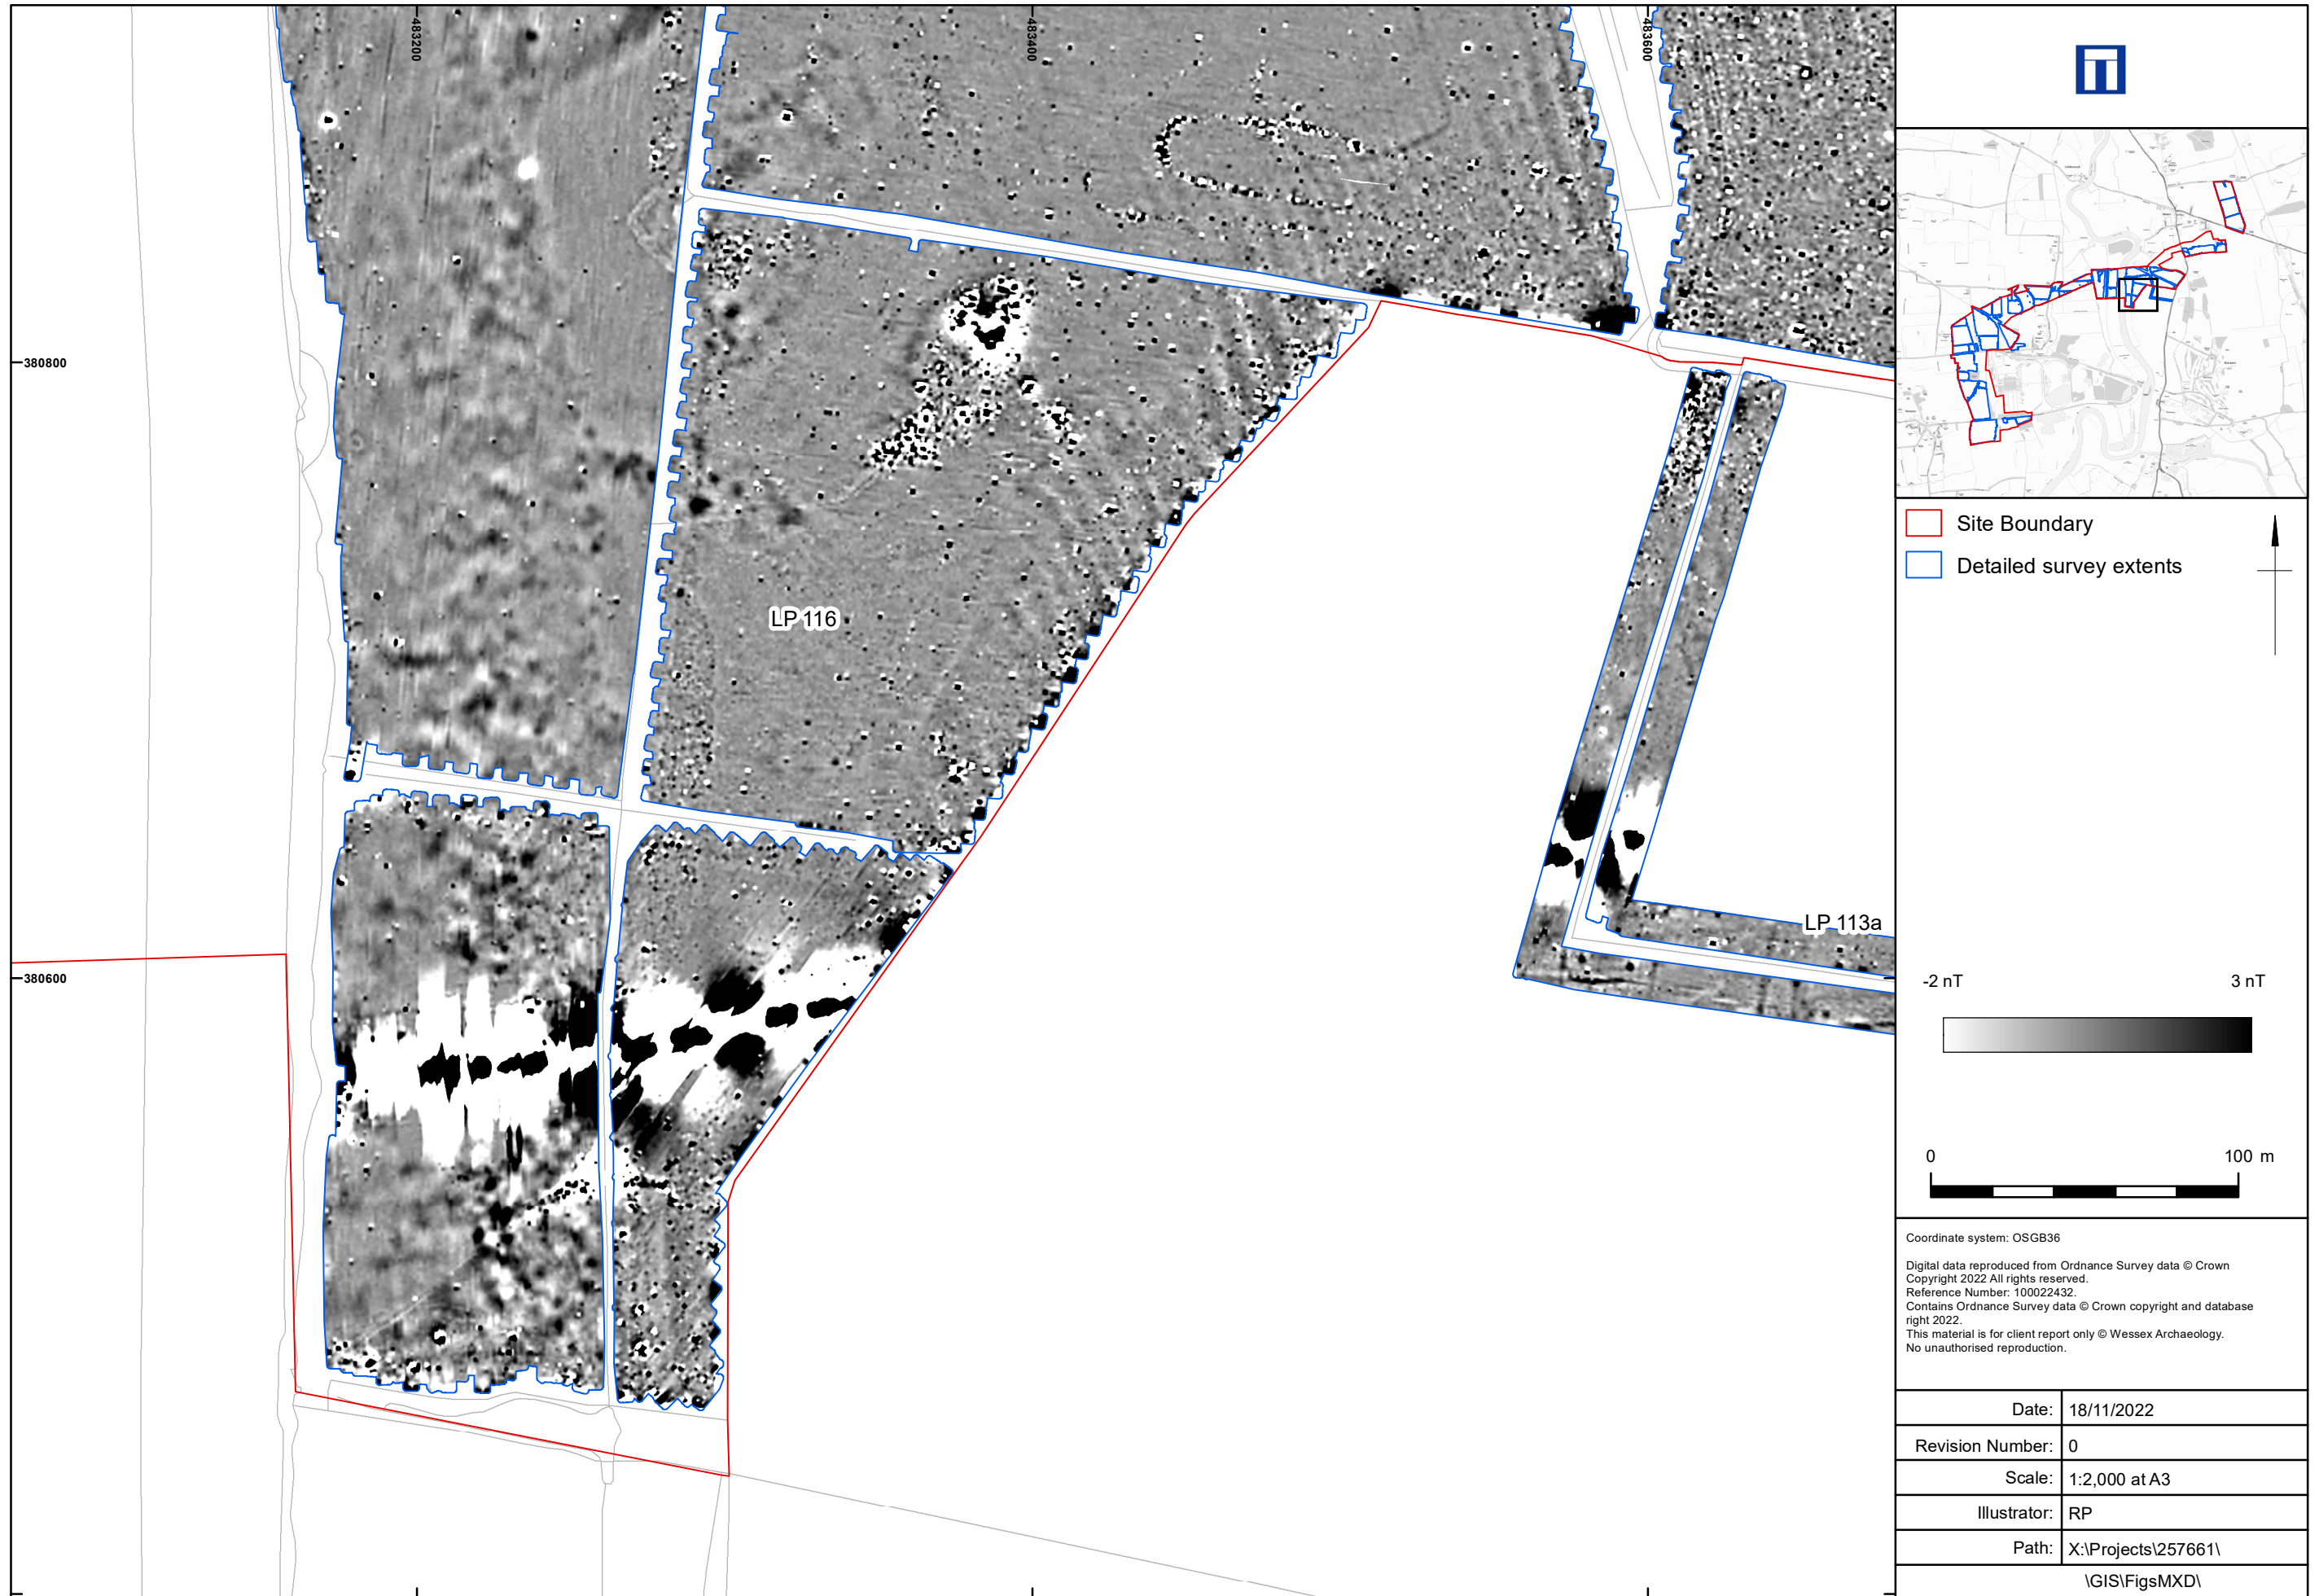 483200
483400
483600
380800
380600
LP 116
LP 113a
Site Boundary
Detailed survey extents
-2 nT 3 nT
0 100 m
Coordinate system: OSGB36
Digital data reproduced from Ordnance Survey data © Crown
Copyright 2022 All rights reserved.
Reference Number: 100022432.
Contains Ordnance Survey data © Crown copyright and database
right 2022.
This material is for client report only © Wessex Archaeology.
No unauthorised reproduction.
Date: 18/11/2022
Revision Number: 0
Scale: 1:2,000 at A3
Illustrator: RP
Path: X:\Projects\257661\
\GIS\FigsMXD\